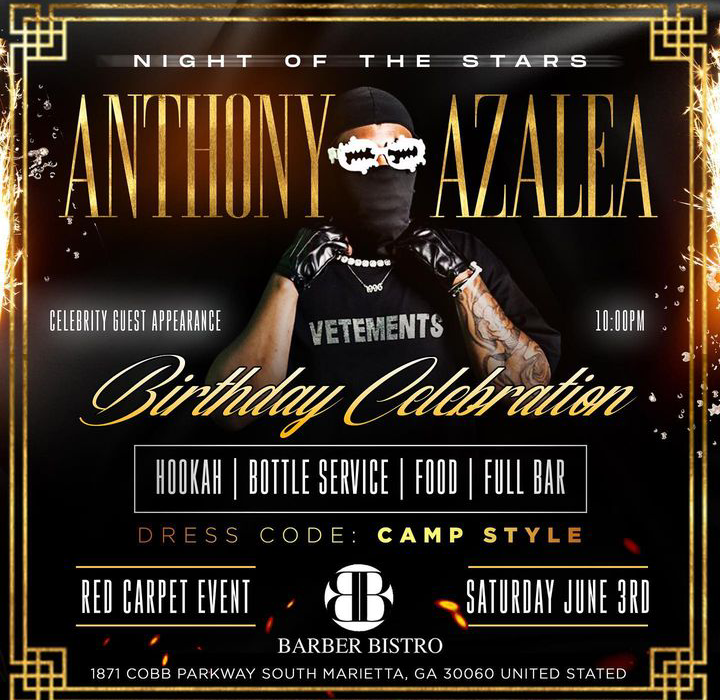 NIGHT OF THE STARS
ANTHONY AZALEA
1996
CELEBRITY GUEST APPEARANCE
10:00PM
VETEMENTS
Birthday Celebration
HOOKAH | BOTTLE SERVICE | FOOD | FULL BAR
DRESS CODE: CAMP STYLE
RED CARPET EVENT
SATURDAY JUNE 3RD
BARBER BISTRO
1871 COBB PARKWAY SOUTH MARIETTA, GA 30060 UNITED STATED